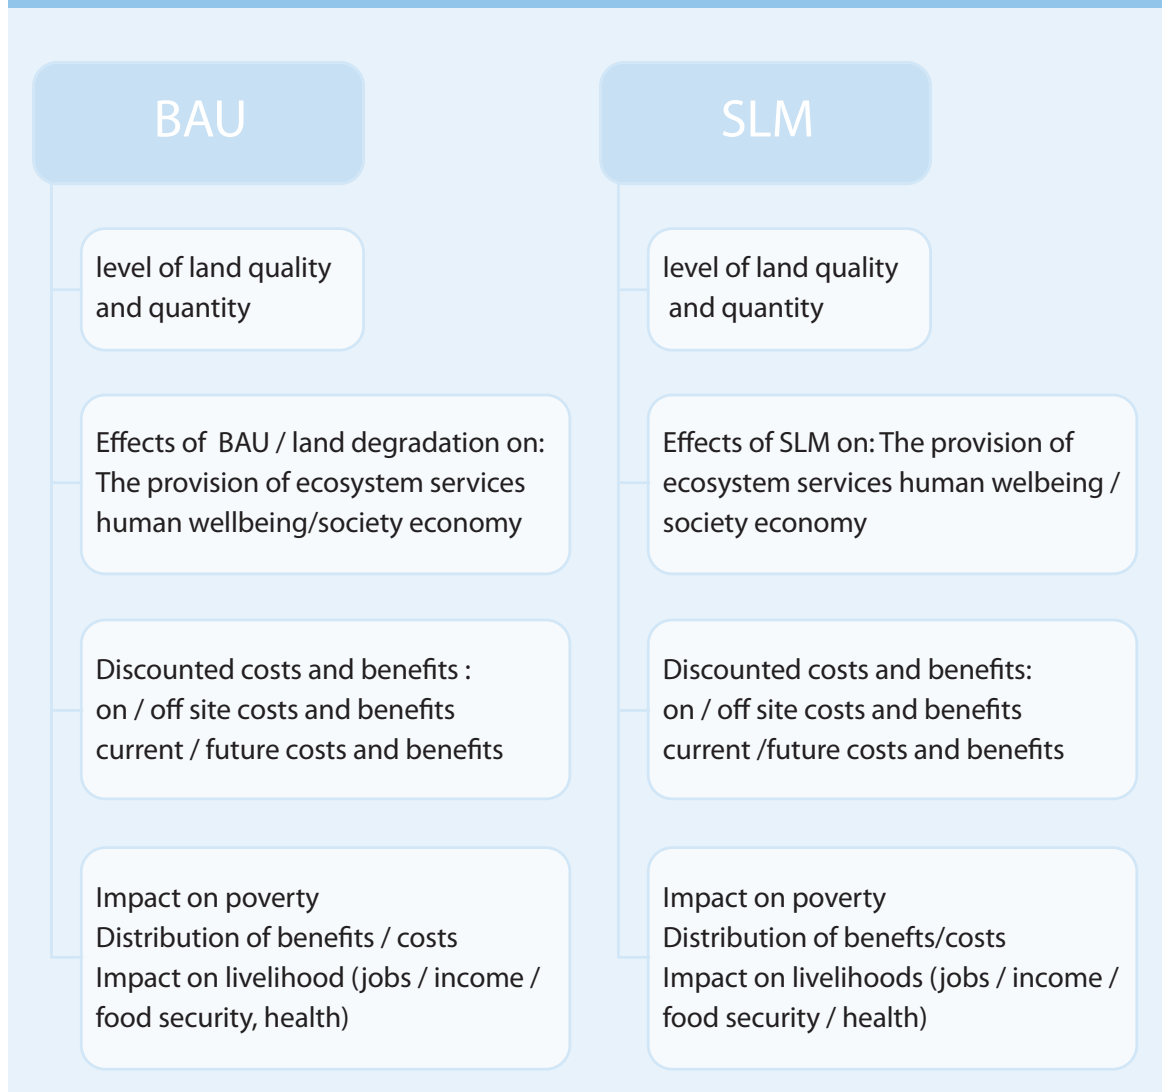 BAU
level of land quality
and quantity
Effects of  BAU / land degradation on:
The provision of ecosystem services
human wellbeing/society economy
Discounted costs and benefits :
on / off site costs and benefits
current / future costs and benefits
Impact on poverty
Distribution of benefits / costs
Impact on livelihood (jobs / income /
food security, health)
SLM
level of land quality
and quantity
Effects of SLM on: The provision of
ecosystem services human welbeing /
society economy
Discounted costs and benefits:
on / off site costs and benefits
current /future costs and benefits
Impact on poverty
Distribution of benefts/costs
Impact on livelihoods (jobs / income /
food security / health)